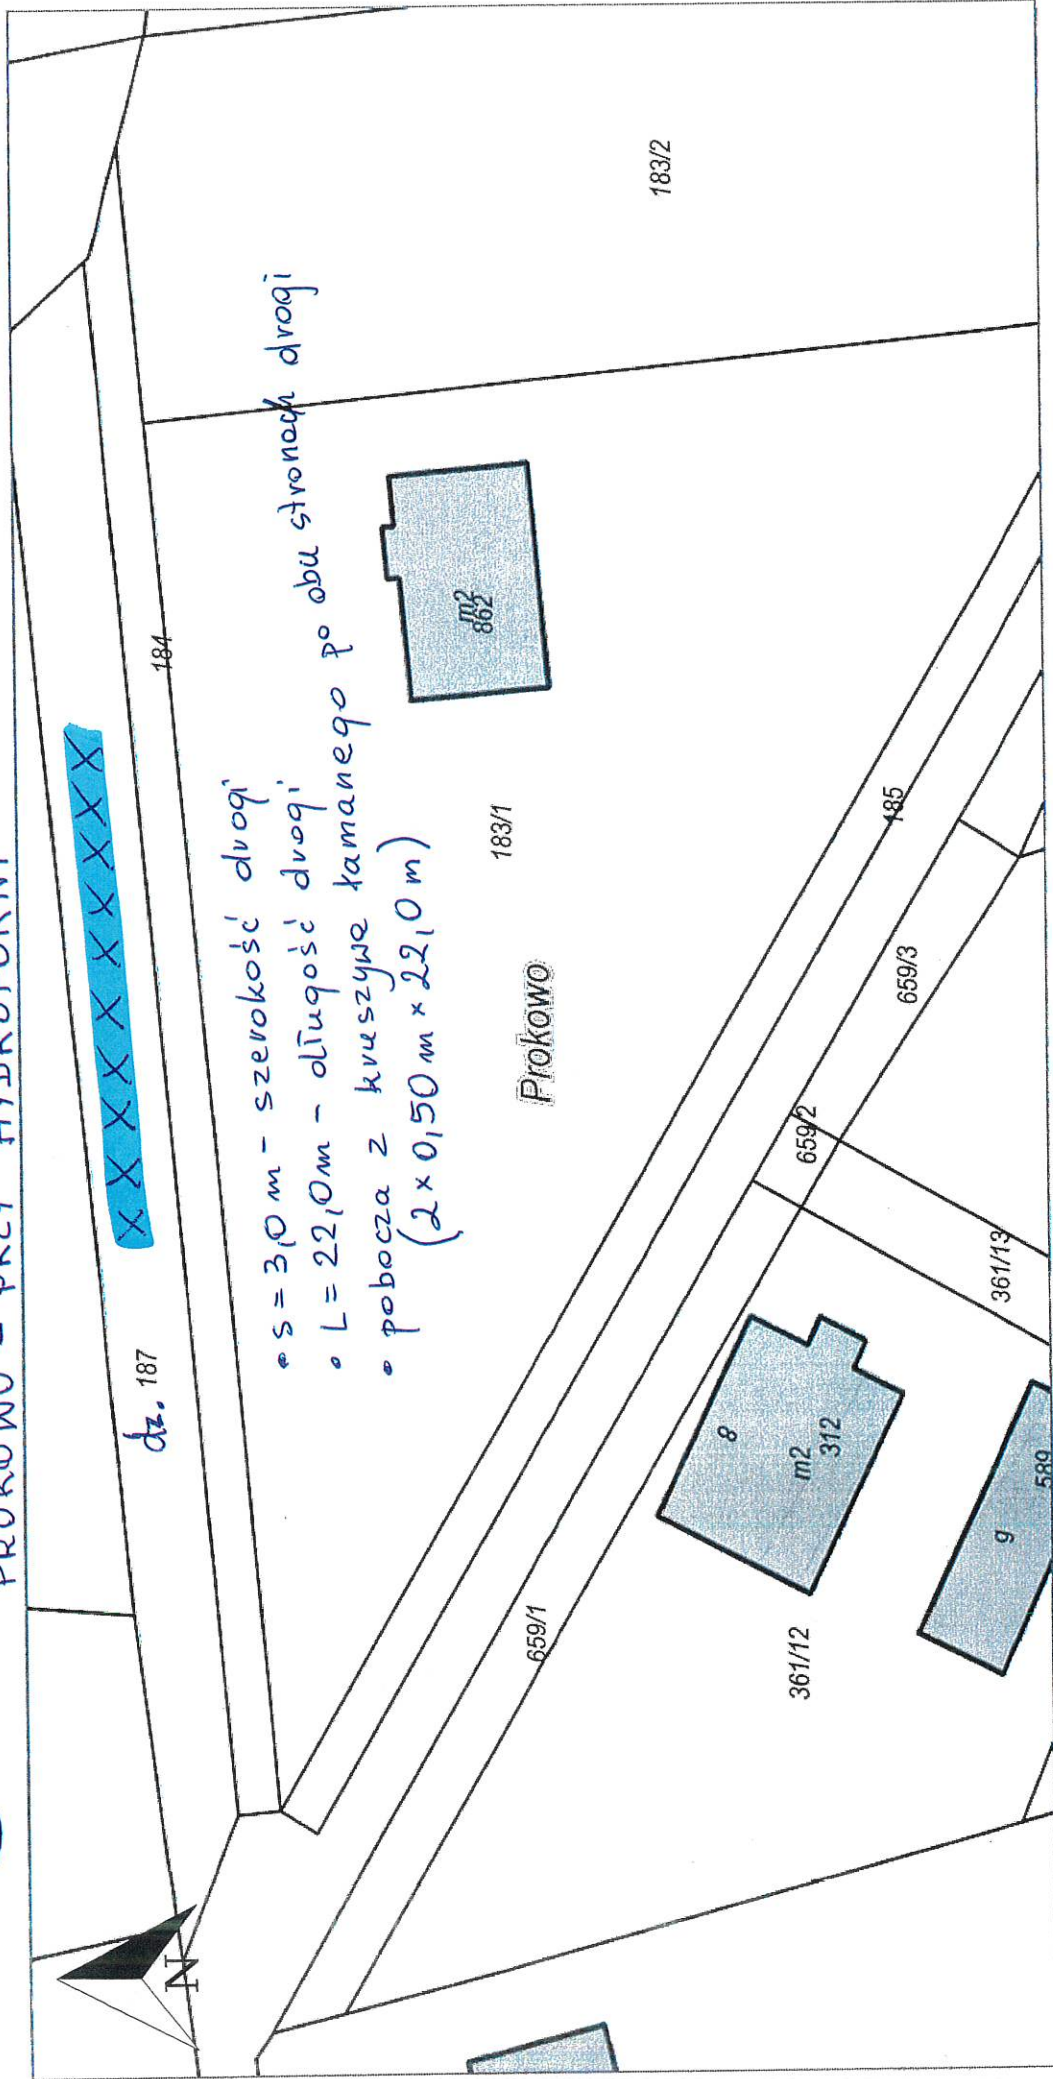 PROKOWO - PRZY HYDROFORNI
dz. 187
184
• S = 3,0 m - szerokość drogi
• L = 22,0 m - długość drogi
• pobocza z kruszywa łamanego po obu stronach drogi
(2 x 0,50 m x 22,0 m)
183/2
m2
862
183/1
Prokowo
185
659/3
659/2
659/1
361/13
8
m2
312
361/12
g
589
N
X X X X X X X X X X